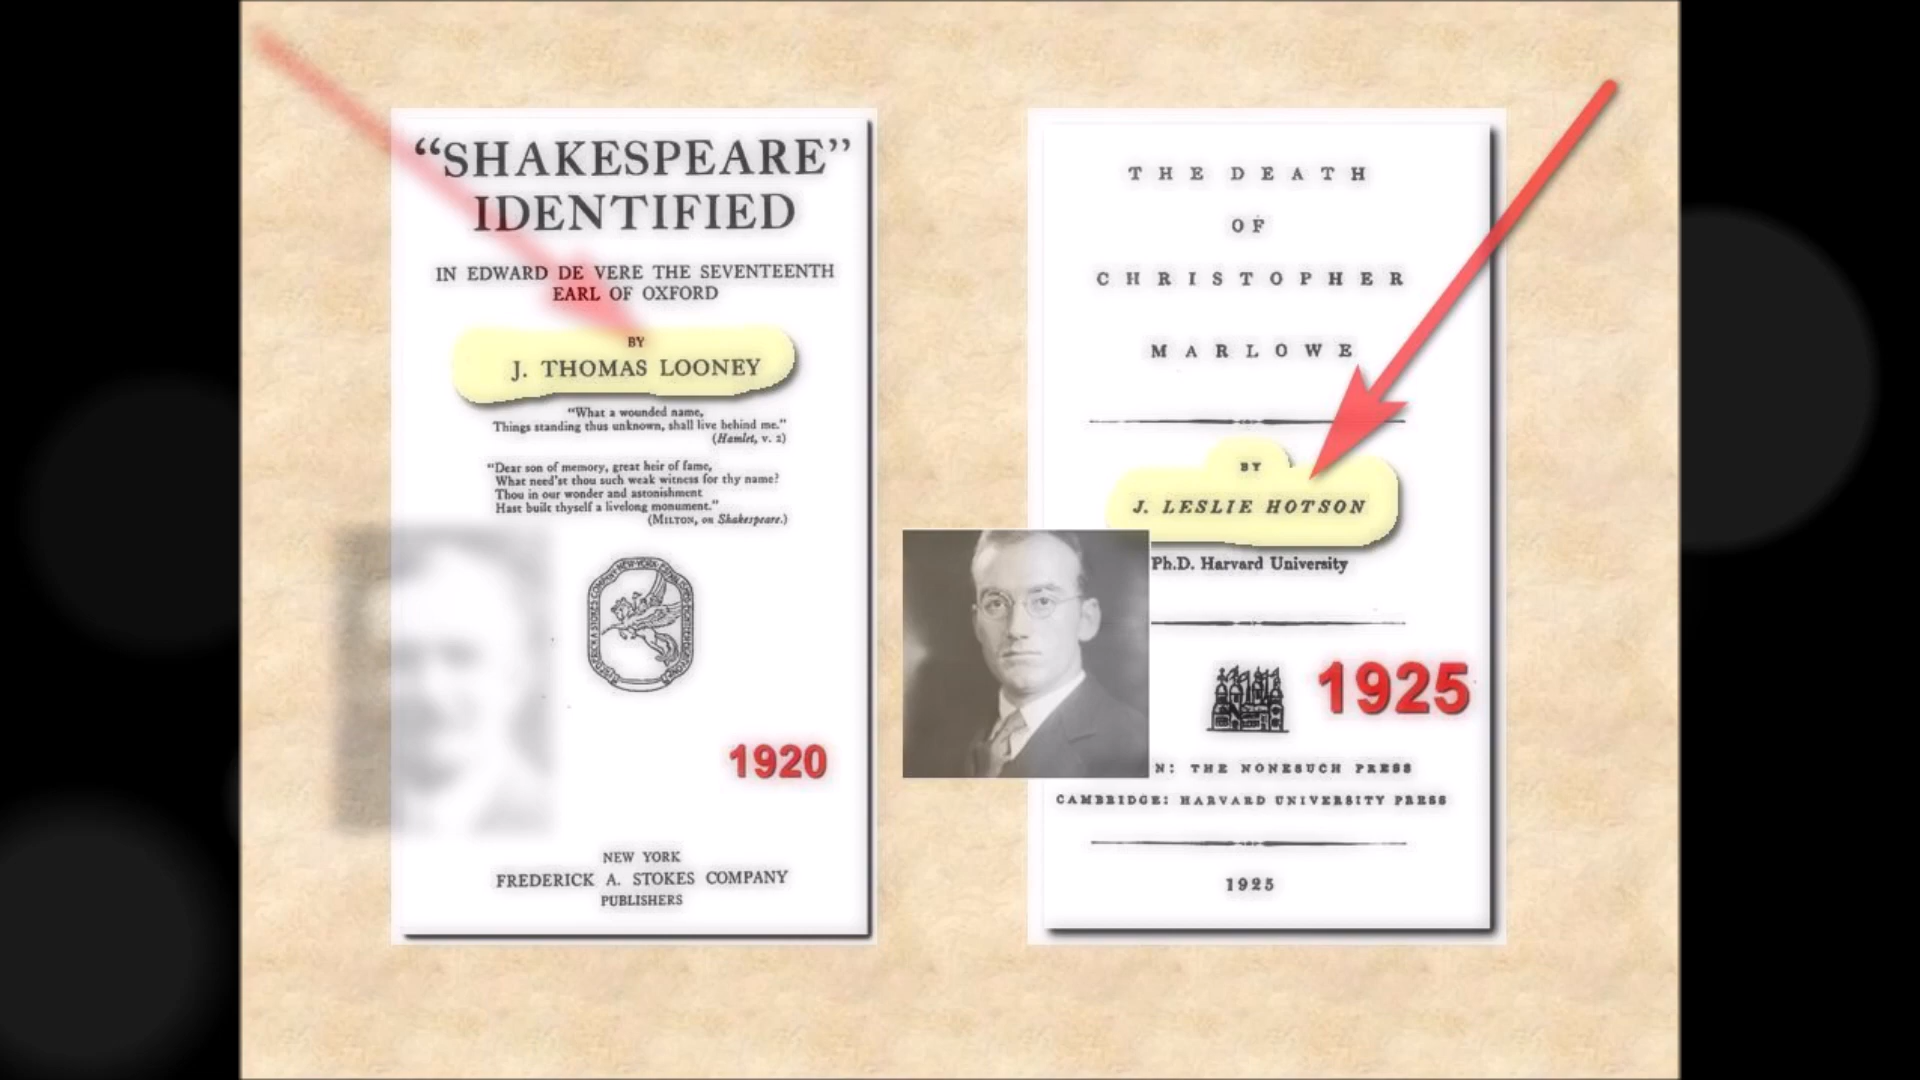 “SHAKESPEARE”
IDENTIFIED
IN EDWARD DE VERE THE SEVENTEENTH
EARL OF OXFORD
BY
J. THOMAS LOONEY
“What a wounded name,
Things standing thus unknown, shall live behind me.”
(Hamlet, v. 2)
“Dear son of memory, great heir of fame,
What need'st thou such weak witness for thy name?
Thou in our wonder and astonishment
Hast built thyself a livelong monument.”
(MILTON, on Shakespeare.)
1920
NEW YORK
FREDERICK A. STOKES COMPANY
PUBLISHERS
THE DEATH
OF
CHRISTOPHER
MARLOWE
BY
J. LESLIE HOTSON
Ph.D. Harvard University
1925
N: THE NONESUCH PRESS
CAMBRIDGE: HARVARD UNIVERSITY PRESS
1925